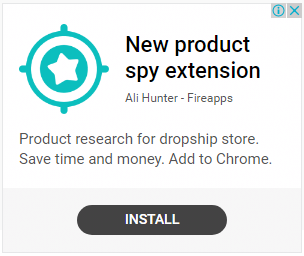 New product
spy extension
Ali Hunter - Fireapps
Product research for dropship store.
Save time and money. Add to Chrome.
INSTALL